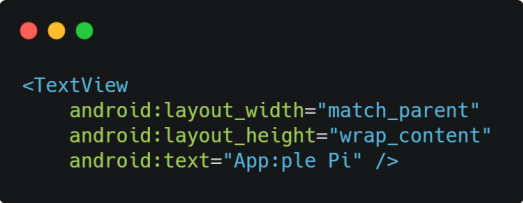 <TextView
android:layout_width="match_parent"
android:layout_height="wrap_content"
android:text="App:ple Pi" />